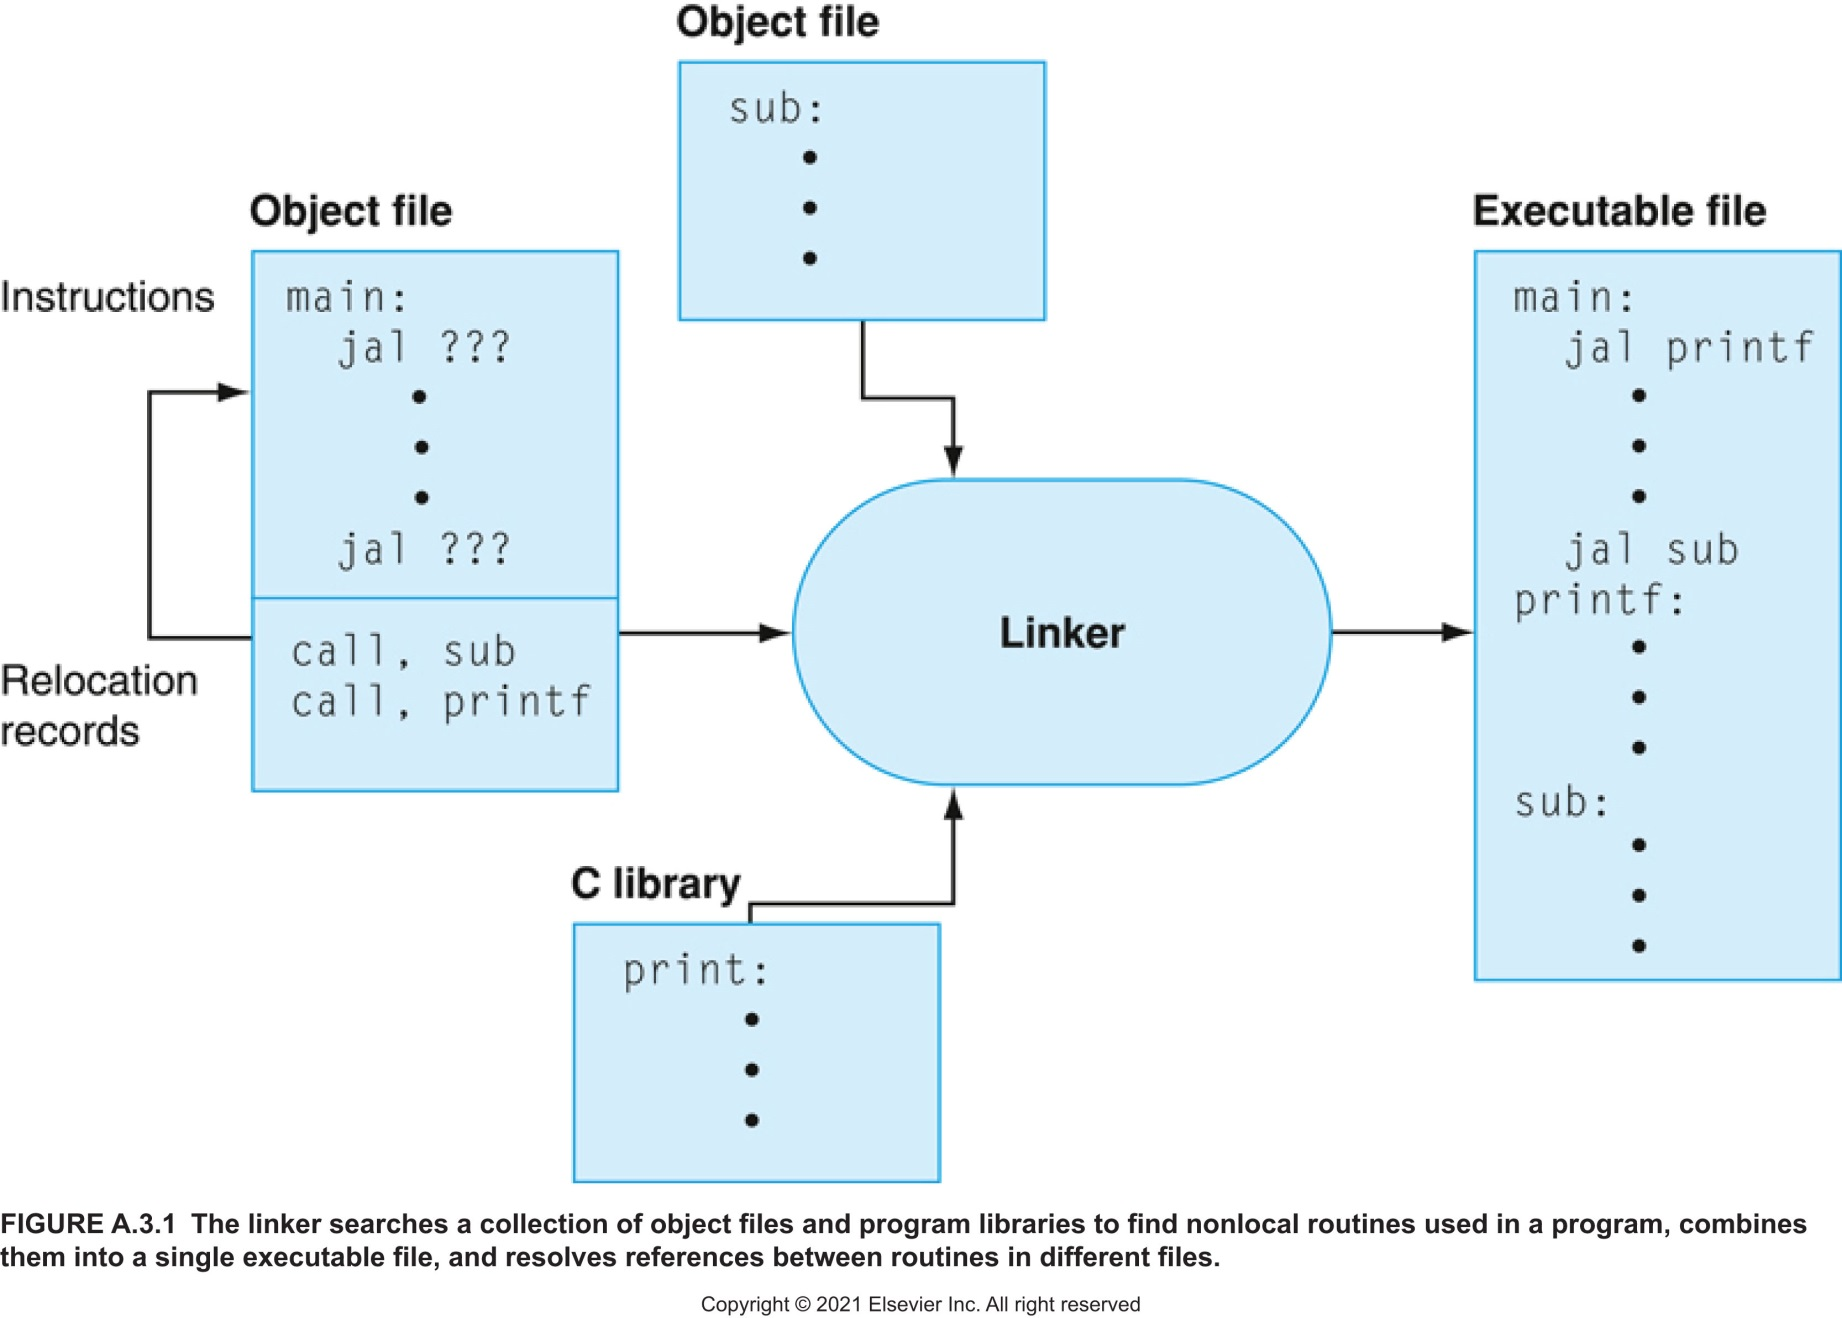 Object file
sub:
Object file
Instructions
main:
jal ???
jal ???
Relocation
records
call, sub
call, printf
Linker
C library
print:
Executable file
main:
jal printf
jal sub
printf:
sub:
FIGURE A.3.1 The linker searches a collection of object files and program libraries to find nonlocal routines used in a program, combines
them into a single executable file, and resolves references between routines in different files.
Copyright © 2021 Elsevier Inc. All right reserved